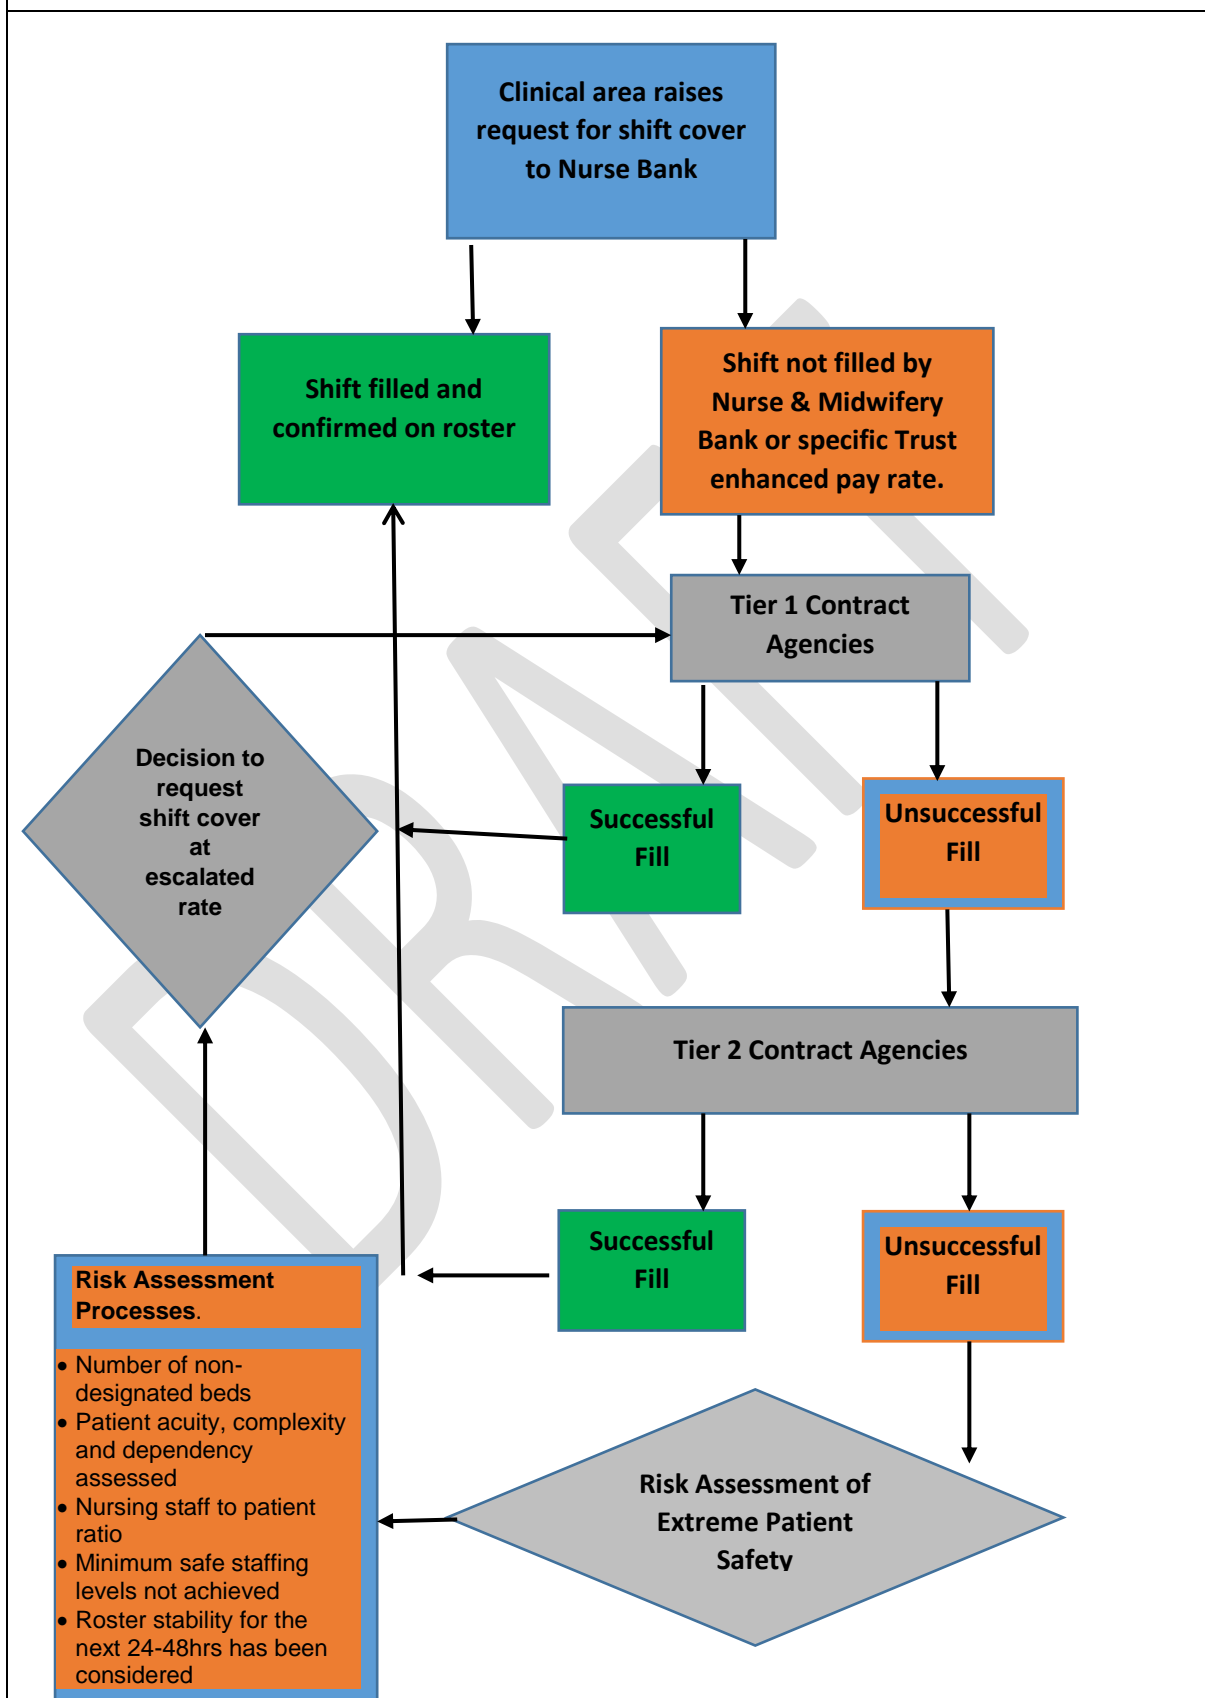 Clinical area raises
request for shift cover
to Nurse Bank
Shift filled and
confirmed on roster
Shift not filled by
Nurse & Midwifery
Bank or specific Trust
enhanced pay rate.
Tier 1 Contract
Agencies
Decision to
request
shift cover
at
escalated
rate
Successful
Fill
Unsuccessful
Fill
Tier 2 Contract Agencies
Successful
Fill
Unsuccessful
Fill
Risk Assessment
Processes.
• Number of non-
designated beds
• Patient acuity, complexity
and dependency
assessed
• Nursing staff to patient
ratio
• Minimum safe staffing
levels not achieved
• Roster stability for the
next 24-48hrs has been
considered
Risk Assessment of
Extreme Patient
Safety
DRAFT